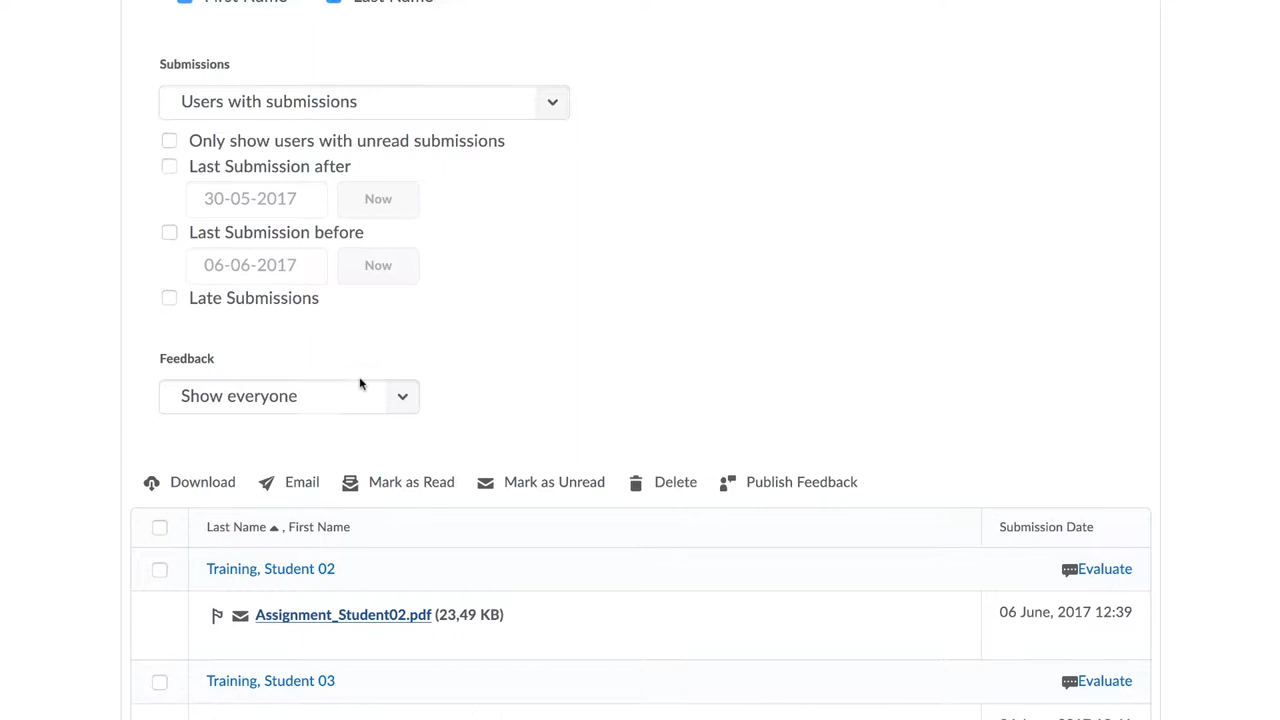 First Name Last Name
Submissions
Users with submissions
Only show users with unread submissions
Last Submission after
30-05-2017 Now
Last Submission before
06-06-2017 Now
Late Submissions
Feedback
Show everyone
Download Email Mark as Read Mark as Unread Delete Publish Feedback
Last Name , First Name Submission Date
Training, Student 02 Evaluate
Assignment_Student02.pdf (23,49 KB) 06 June, 2017 12:39
Training, Student 03 Evaluate